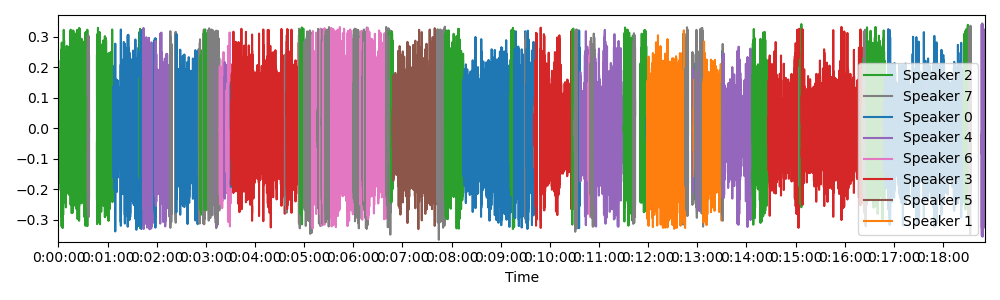 0.3
0.2
0.1
0.0
−0.1
−0.2
−0.3
0:00:00 0:01:00 0:02:00 0:03:00 0:04:00 0:05:00 0:06:00 0:07:00 0:08:00 0:09:00 0:10:00 0:11:00 0:12:00 0:13:00 0:14:00 0:15:00 0:16:00 0:17:00 0:18:00
Time
Speaker 2
Speaker 7
Speaker 0
Speaker 4
Speaker 6
Speaker 3
Speaker 5
Speaker 1